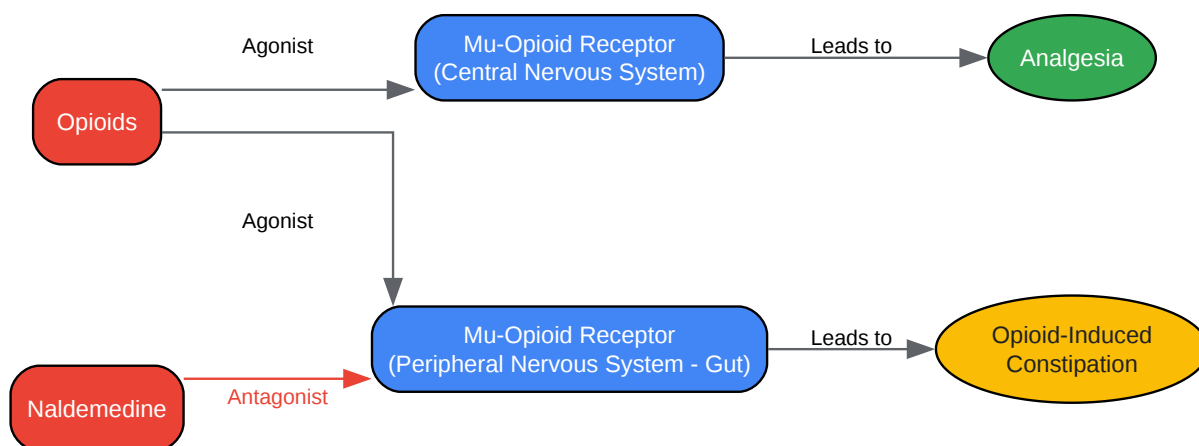 Agonist
Mu-Opioid Receptor
(Central Nervous System)
Leads to
Analgesia
Opioids
Agonist
Mu-Opioid Receptor
(Peripheral Nervous System - Gut)
Leads to
Opioid-Induced
Constipation
Antagonist
Naldemedine